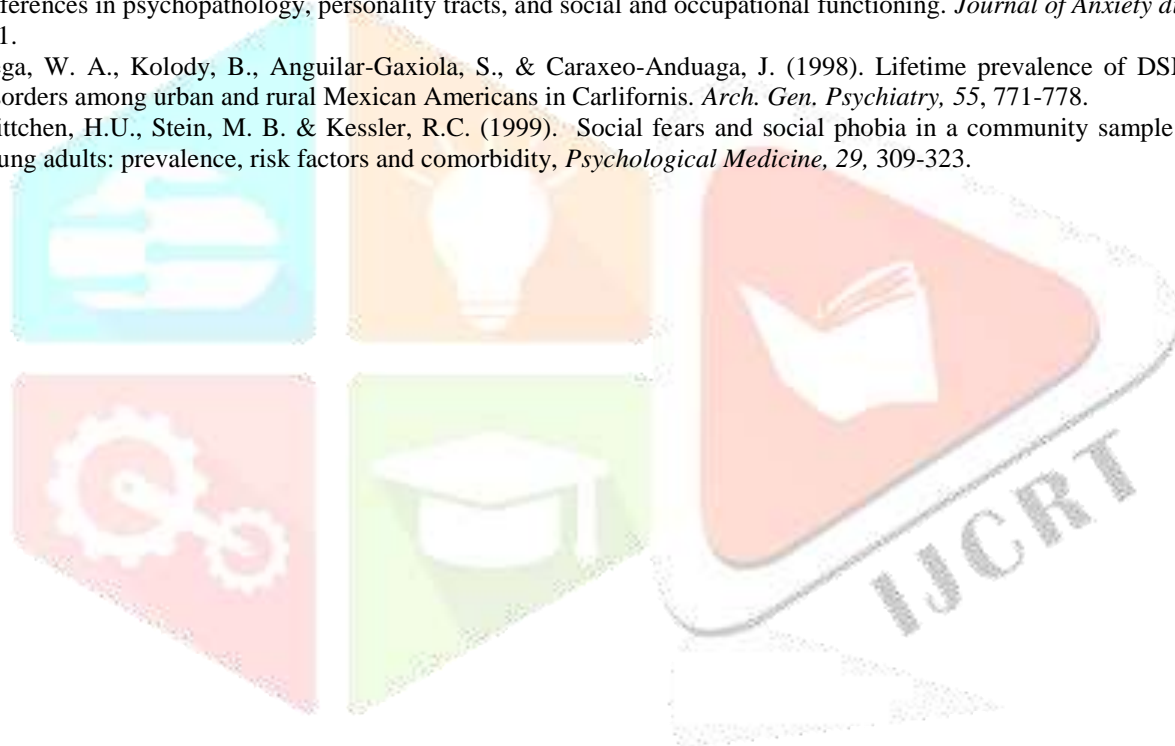 fferences in psychopathology, personality tracts, and social and occupational functioning. Journal of Anxiety di
1.
ega, W. A., Kolody, B., Anguilar-Gaxiola, S., & Caraxeo-Anduaga, J. (1998). Lifetime prevalence of DSM
sorders among urban and rural Mexican Americans in Carlifornis. Arch. Gen. Psychiatry, 55, 771-778.
ittchen, H.U., Stein, M. B. & Kessler, R.C. (1999). Social fears and social phobia in a community sample
ung adults: prevalence, risk factors and comorbidity, Psychological Medicine, 29, 309-323.
IJCRT